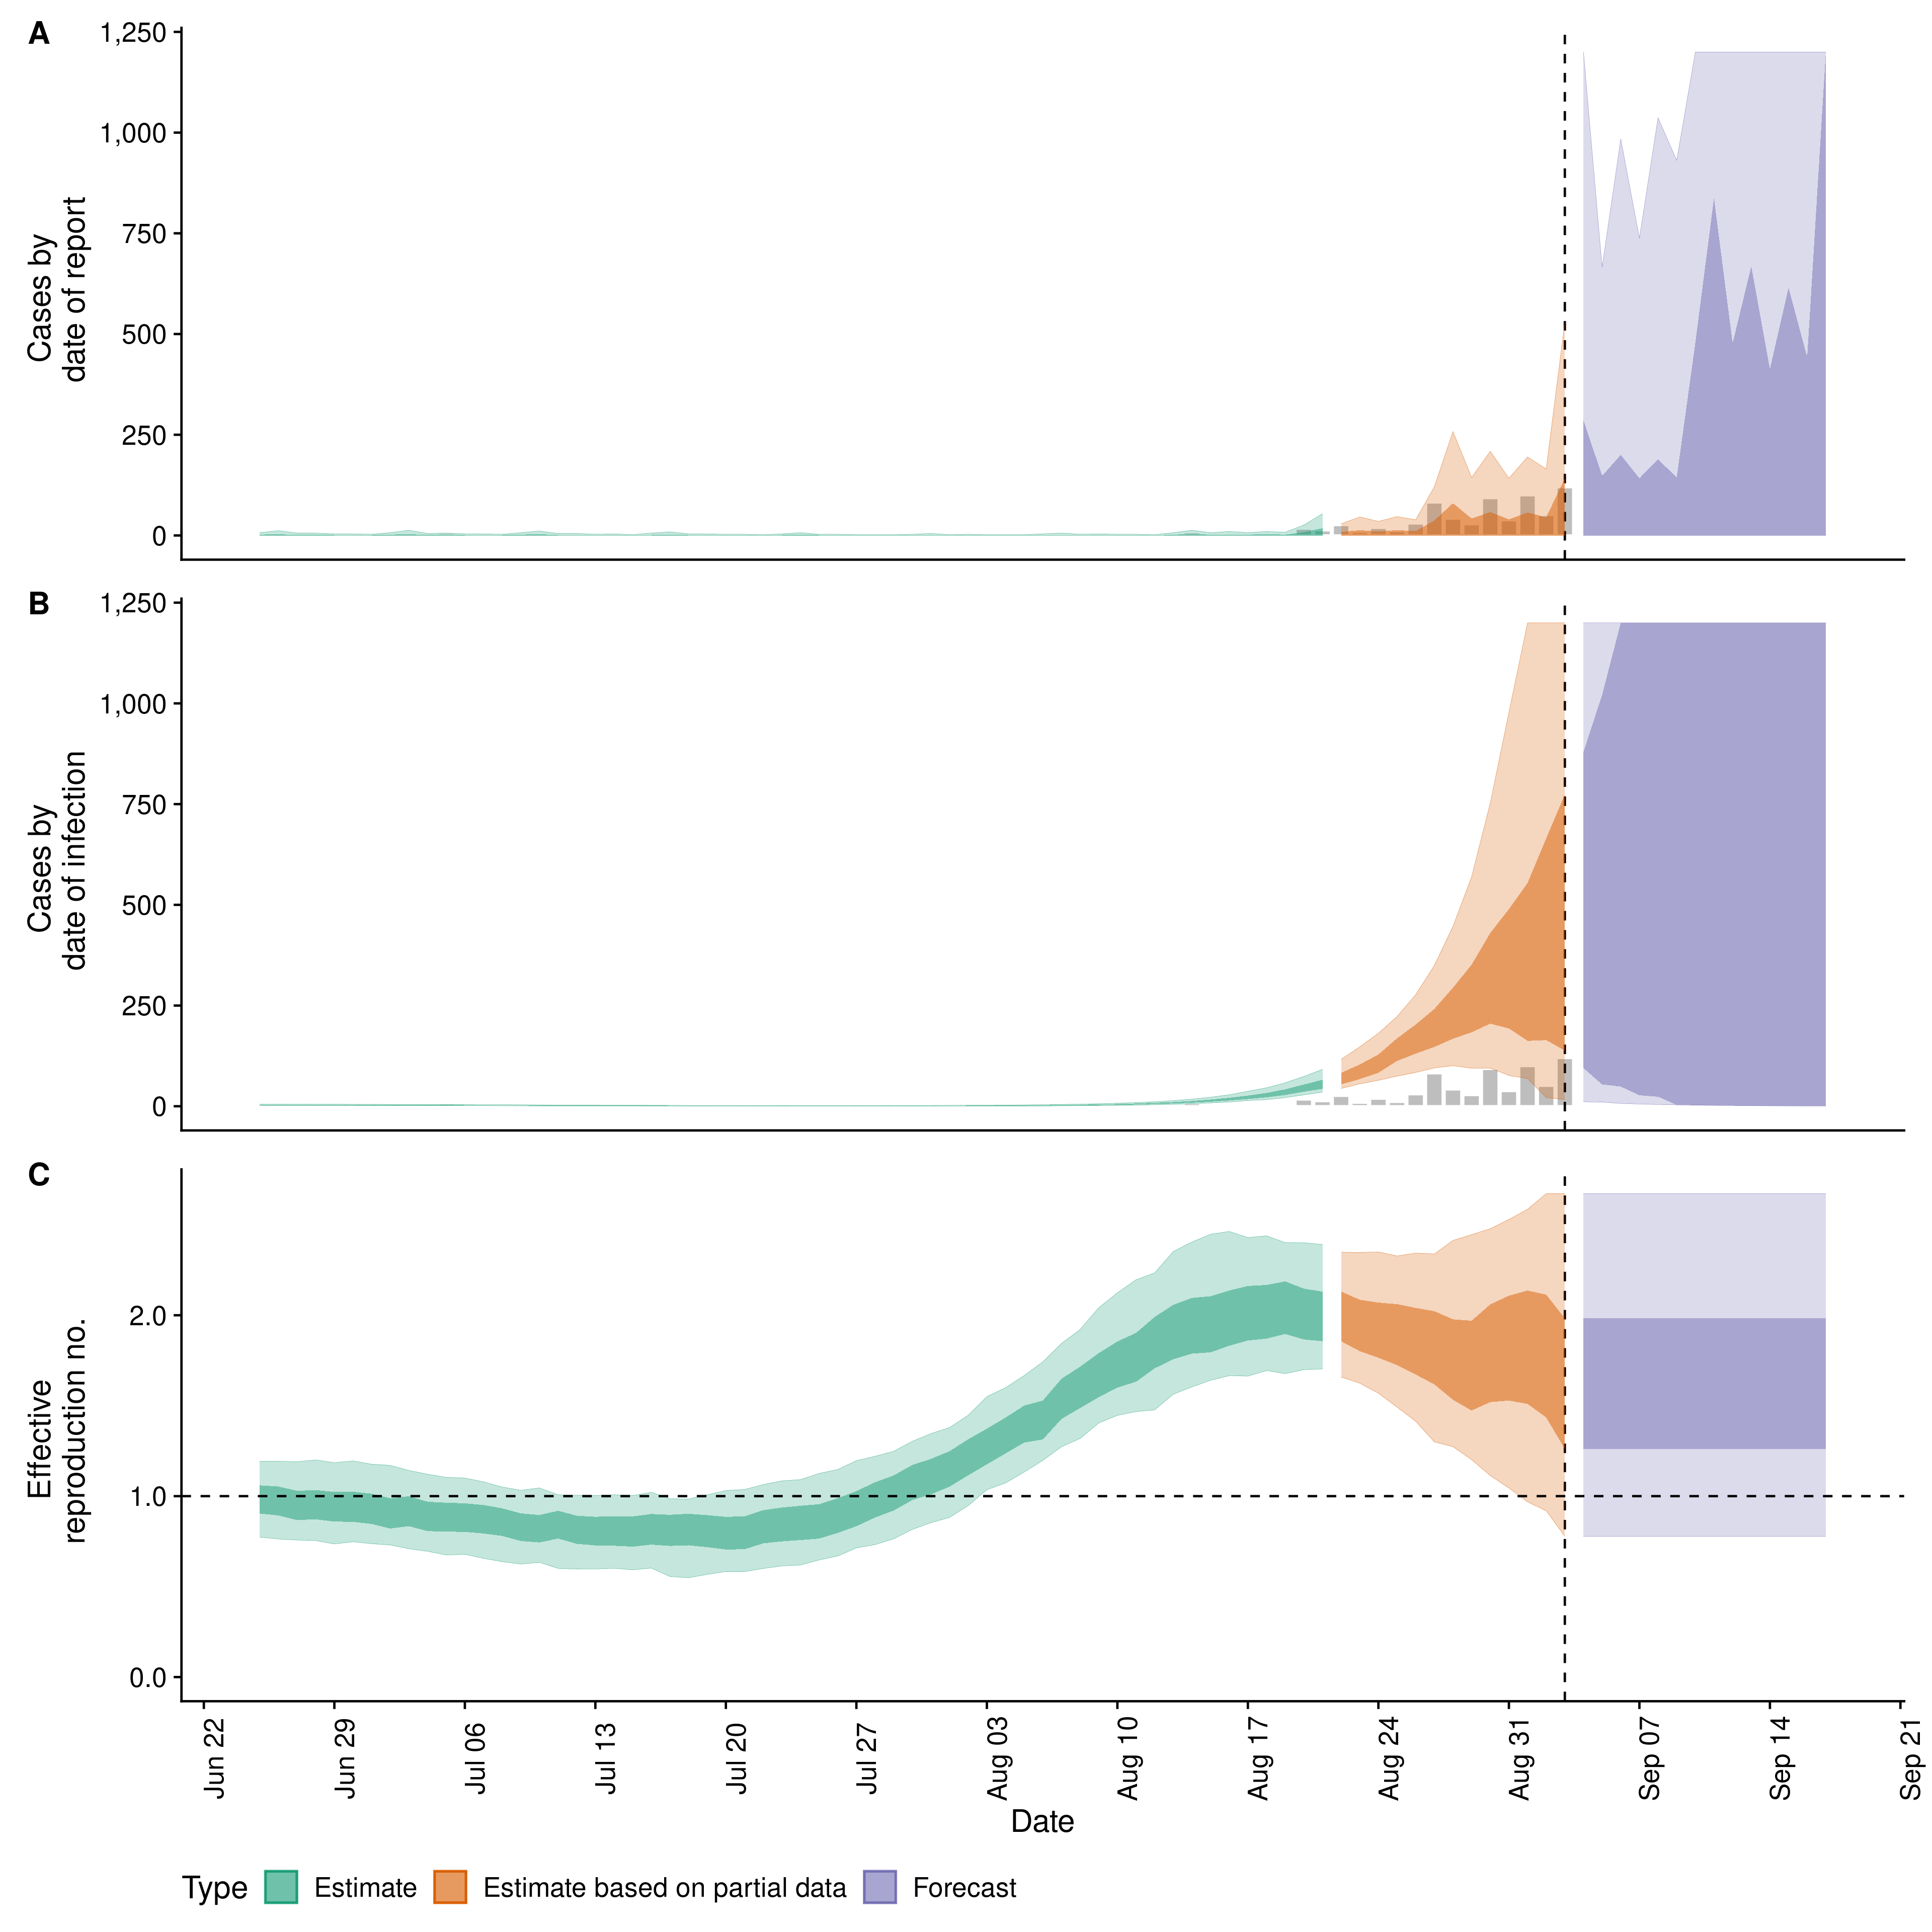 A
1,250
1,000
750
500
250
0
Cases by
date of report
B
1,250
1,000
750
500
250
0
Cases by
date of infection
C
2.0
1.0
0.0
Effective
reproduction no.
Jun 22
Jun 29
Jul 06
Jul 13
Jul 20
Jul 27
Aug 03
Aug 10
Aug 17
Aug 24
Aug 31
Sep 07
Sep 14
Sep 21
Date
Type Estimate Estimate based on partial data Forecast